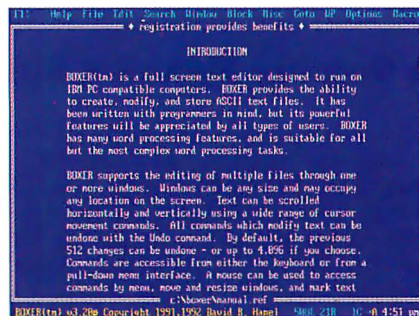 F1: Help File Edit Search Window Block Misc Goto WP Options Macro
registration provides benefits
INTRODUCTION
BOXER(tm) is a full screen text editor designed to run on
IBM PC compatible computers. BOXER provides the ability
to create, modify, and store ASCII text files. It has
been written with programmers in mind, but its powerful
features will be appreciated by all types of users. BOXER
has many word processing features, and is suitable for all
but the most complex word processing tasks.
BOXER supports the editing of multiple files through one
or more windows. Windows can be any size and may occupy
any location on the screen. Text can be scrolled
horizontally and vertically using a wide range of cursor
movement commands. All commands which modify text can be
undone with the Undo command. By default, the previous
512 changes can be undone - or up to 4,096 if you choose.
Commands are accessible from either the keyboard or from a
pull-down menu interface. A mouse can be used to access
commands by menu, move and resize windows, and mark text
c:\boxer\manual.ref
BOXER(tm) v3.20a Copyright 1991,1992 David R. Hamel 4:51